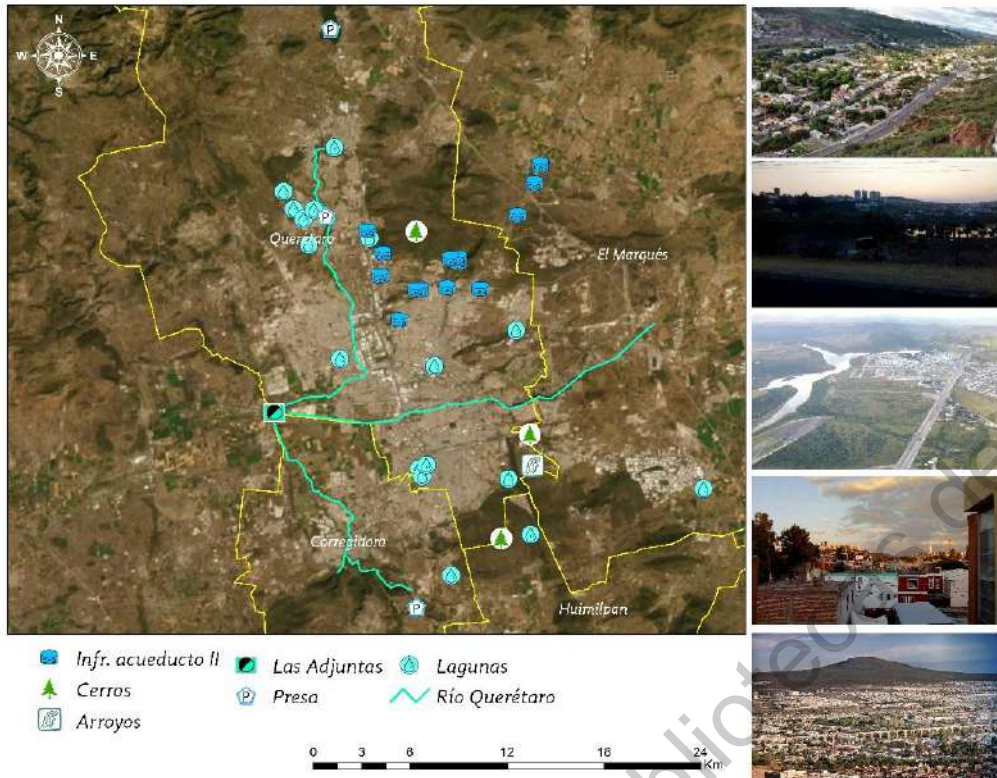 N
W E
S
P
P
Querétaro
El Marqués
Corregidora
P
Huimilpan
Infr. acueducto II
Las Adjuntas
Lagunas
Cerros
P
Presa
Río Querétaro
Arroyos
0 3 6 12 18 24
Km
bibliotecas